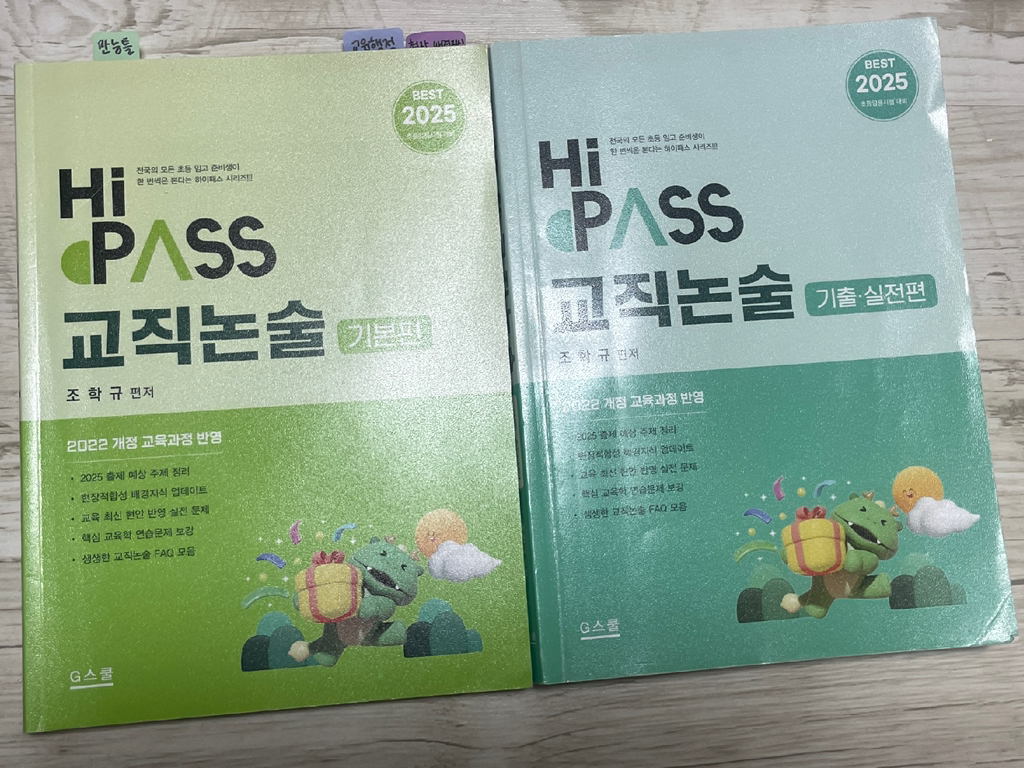 만능틀
교육행정
BEST
2025
전국의 모든 초등 임고 준비생이
한 번씩은 본다는 하이패스 시리즈!!!
Hi
PASS
교직논술 기본편
조학규 편저
2022 개정 교육과정 반영
• 2025 출제 예상 주제 정리
• 현장적합성 배경지식 업데이트
• 교육 최신 현안 반영 실전 문제
• 핵심 교육학 연습문제 보강
• 생생한 교직논술 FAQ 모음
G스쿨
BEST
2025
초등임용시험 대비
전국의 모든 초등 임고 준비생이
한 번씩은 본다는 하이패스 시리즈!!!
Hi
PASS
교직논술 기출·실전편
조학규 편저
2022 개정 교육과정 반영
2025 출제 예상 주제 정리
현장적합성 배경지식 업데이트
• 교육 최신 현안 반영 실전 문제
• 핵심 교육학 연습문제 보강
• 생생한 교직논술 FAQ 모음
G스쿨